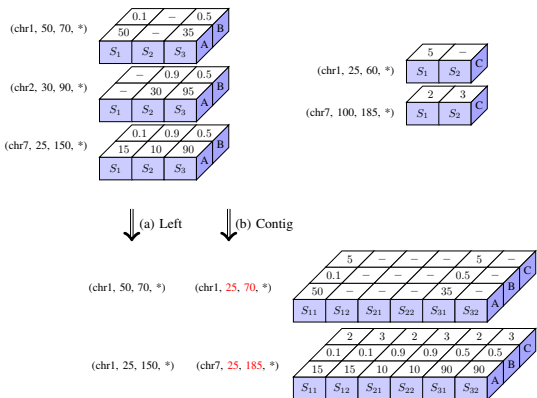 0.1 − 0.5
(chr1, 50, 70, *) 50 − 35 B
S1 S2 S3 A
− 0.9 0.5
(chr2, 30, 90, *) − 30 95 B
S1 S2 S3 A
0.1 0.9 0.5
(chr7, 25, 150, *) 15 10 90 B
S1 S2 S3 A
5 −
(chr1, 25, 60, *) S1 S2 C
2 3
(chr7, 100, 185, *) S1 S2 C
(a) Left (b) Contig
5 − − − 5 −
0.1 − − − 0.5 − C
(chr1, 50, 70, *) (chr1, 25, 70, *) 50 − − − 35 − B
S11 S12 S21 S22 S31 S32 A
2 3 2 3 2 3
0.1 0.1 0.9 0.9 0.5 0.5 C
(chr1, 25, 150, *) (chr7, 25, 185, *) 15 15 10 10 90 90 B
S11 S12 S21 S22 S31 S32 A